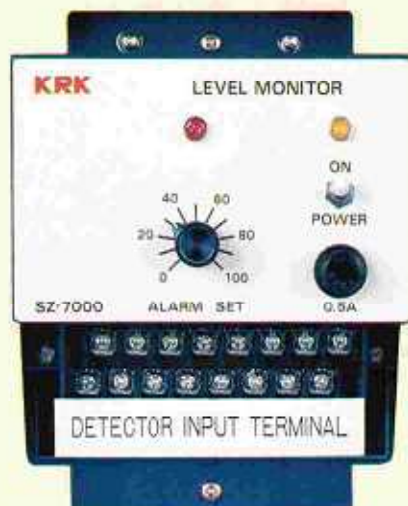 KRK
LEVEL MONITOR
ON
POWER
40
60
20
80
0
100
SZ-7000
ALARM SET
0.5A
DETECTOR INPUT TERMINAL